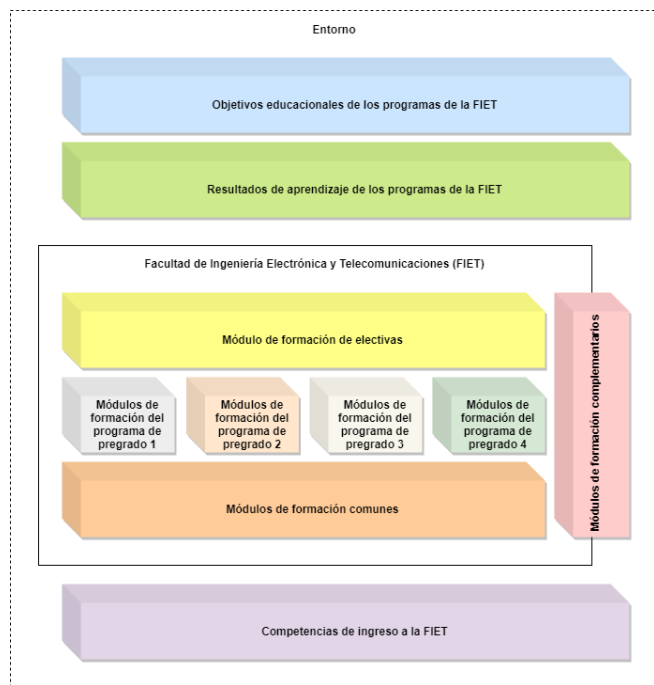 Entorno
Objetivos educacionales de los programas de la FIET
Resultados de aprendizaje de los programas de la FIET
Facultad de Ingeniería Electrónica y Telecomunicaciones (FIET)
Módulo de formación de electivas
Módulos de
formación del
programa de
pregrado 1
Módulos de
formación del
programa de
pregrado 2
Módulos de
formación del
programa de
pregrado 3
Módulos de
formación del
programa de
pregrado 4
Módulos de formación comunes
Módulos de formación complementarios
Competencias de ingreso a la FIET